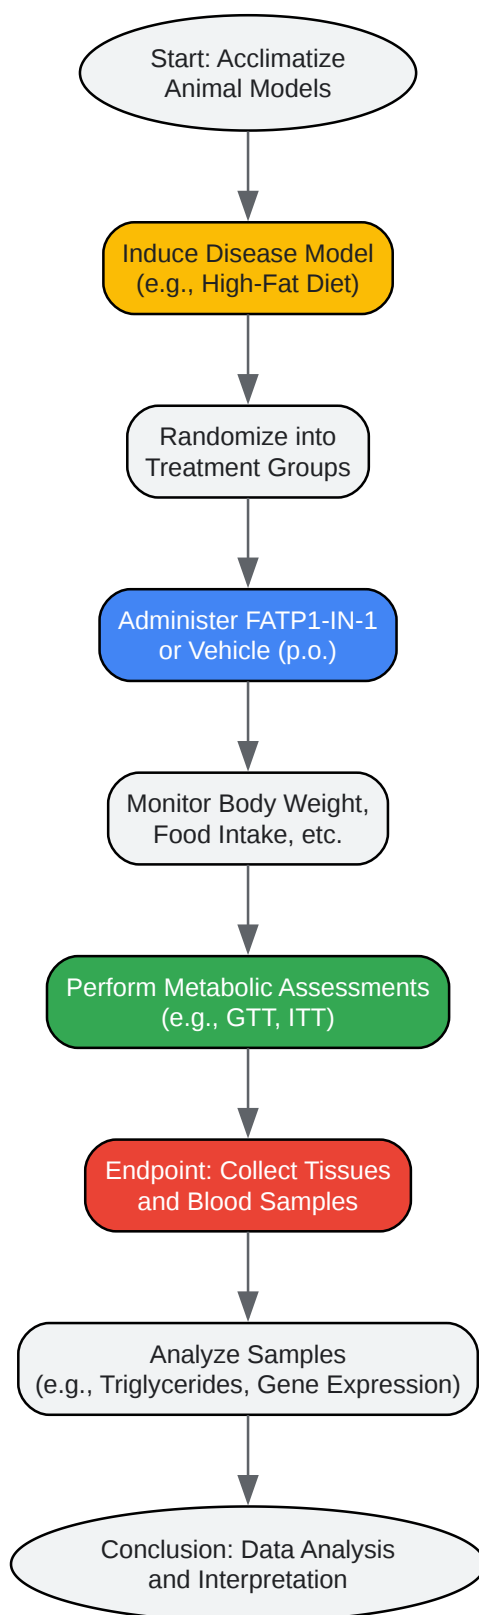 Start: Acclimatize
Animal Models
Induce Disease Model
(e.g., High-Fat Diet)
Randomize into
Treatment Groups
Administer FATP1-IN-1
or Vehicle (p.o.)
Monitor Body Weight,
Food Intake, etc.
Perform Metabolic Assessments
(e.g., GTT, ITT)
Endpoint: Collect Tissues
and Blood Samples
Analyze Samples
(e.g., Triglycerides, Gene Expression)
Conclusion: Data Analysis
and Interpretation